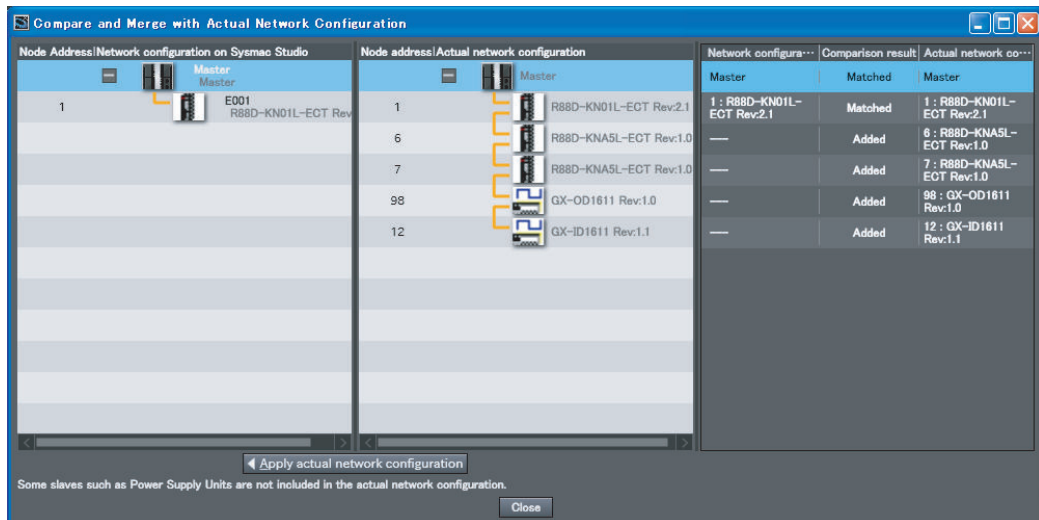 Compare and Merge with Actual Network Configuration
Node Address|Network configuration on Sysmac Studio
Master
Master
1
E001
R88D-KN01L-ECT Rev
Node address|Actual network configuration
Master
1 R88D-KN01L-ECT Rev:2.1
6 R88D-KNA5L-ECT Rev:1.0
7 R88D-KNA5L-ECT Rev:1.0
98 GX-OD1611 Rev:1.0
12 GX-ID1611 Rev:1.1
Network configura··· Comparison result Actual network co···
Master Matched Master
1 : R88D-KN01L-
ECT Rev:2.1
Matched
1 : R88D-KN01L-
ECT Rev:2.1
--- Added
6 : R88D-KNA5L-
ECT Rev:1.0
--- Added
7 : R88D-KNA5L-
ECT Rev:1.0
--- Added
98 : GX-OD1611
Rev:1.0
--- Added
12 : GX-ID1611
Rev:1.1
Apply actual network configuration
Some slaves such as Power Supply Units are not included in the actual network configuration.
Close